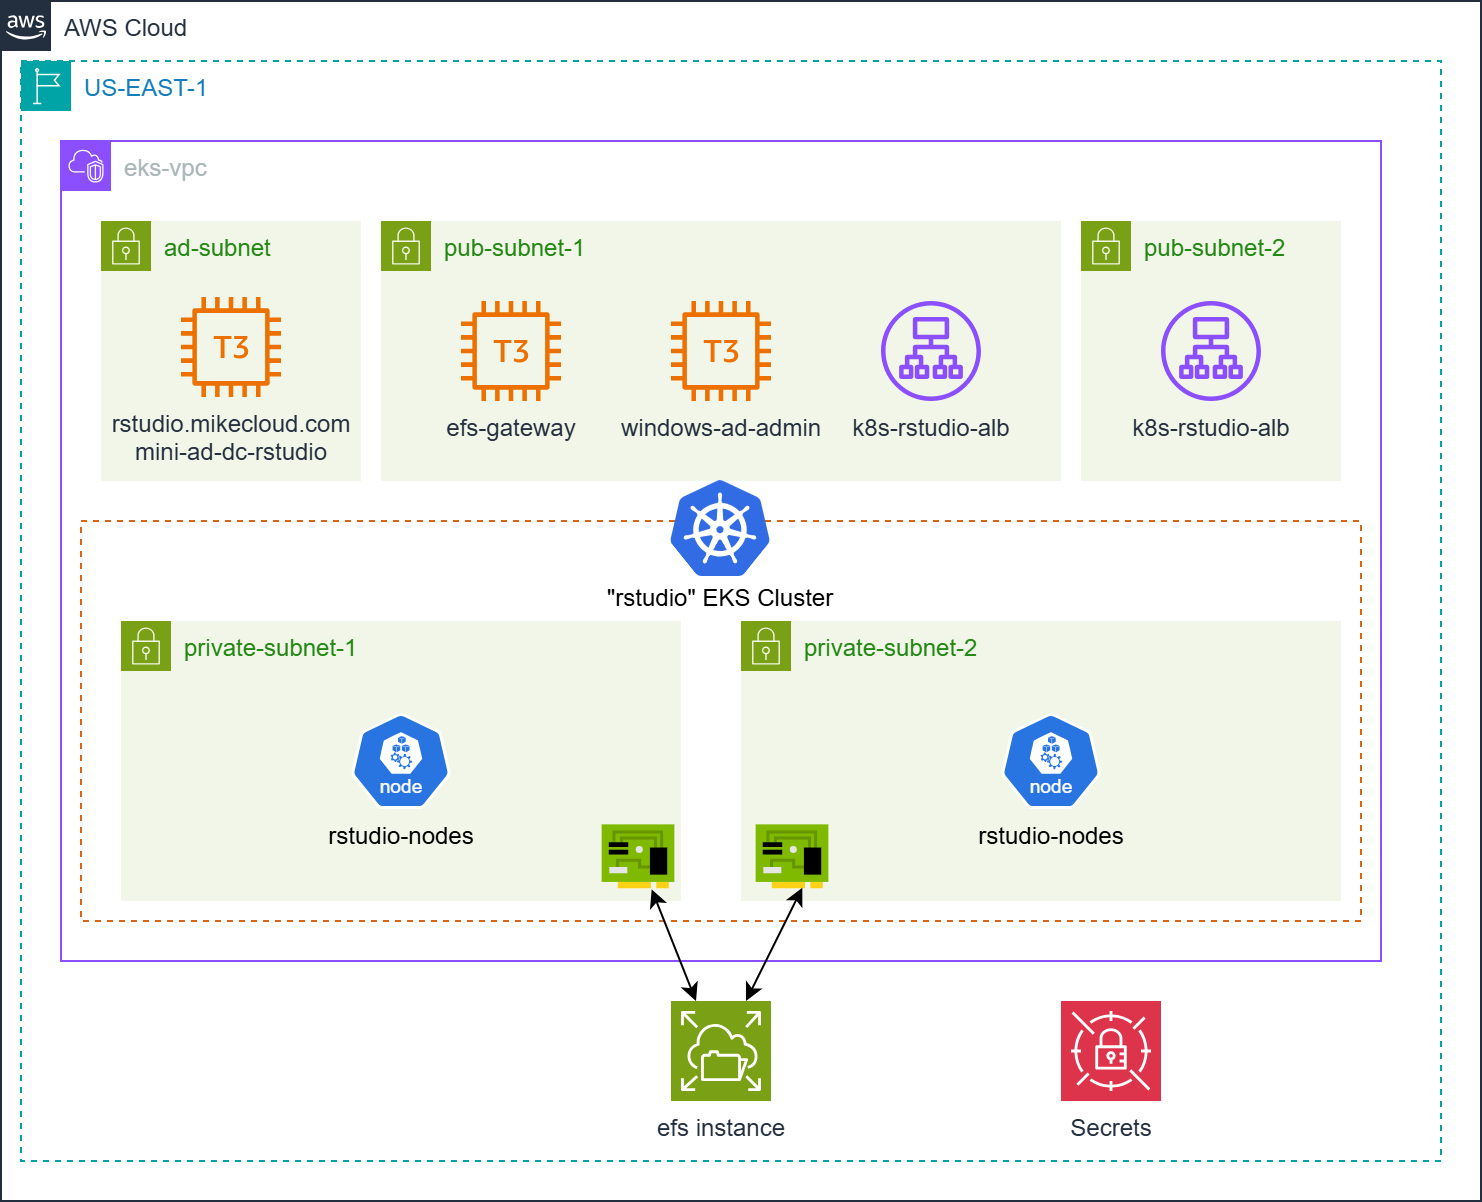 aws
AWS Cloud
US-EAST-1
eks-vpc
ad-subnet
pub-subnet-1
pub-subnet-2
T3
T3
T3
rstudio.mikecloud.com
mini-ad-dc-rstudio
efs-gateway
windows-ad-admin
k8s-rstudio-alb
k8s-rstudio-alb
"rstudio" EKS Cluster
private-subnet-1
private-subnet-2
node
node
rstudio-nodes
rstudio-nodes
efs instance
Secrets